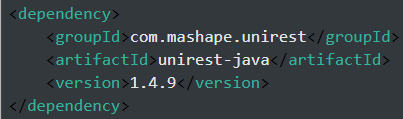 <dependency>
    <groupId>com.mashape.unirest</groupId>
    <artifactId>unirest-java</artifactId>
    <version>1.4.9</version>
</dependency>